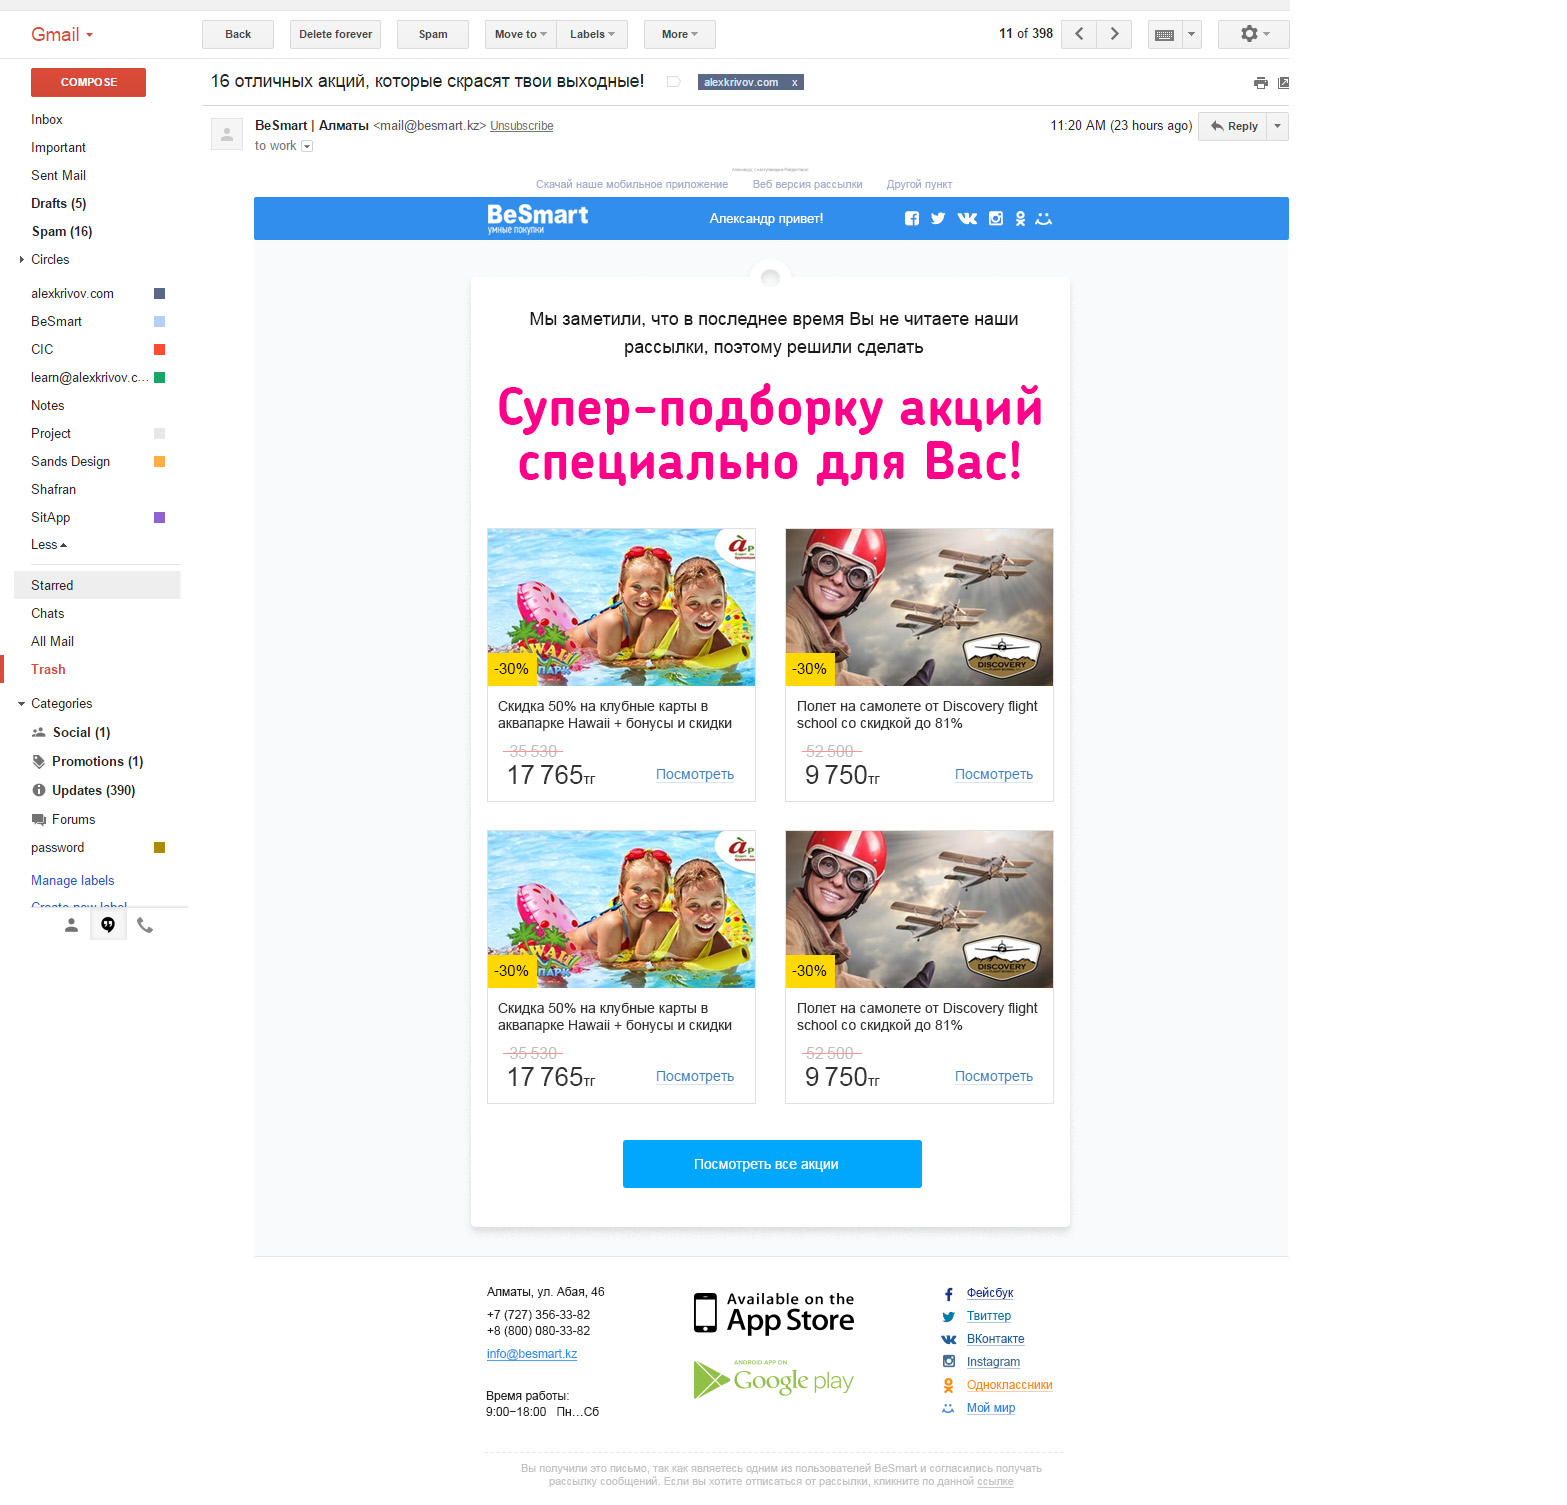 Gmail
Back
Delete forever
Spam
Move to
Labels
More
11 of 398
COMPOSE
16 отличных акций, которые скрасят твои выходные!
alexkrivov.com x
Inbox
Important
Sent Mail
Drafts (5)
Spam (16)
Circles
alexkrivov.com
BeSmart
CIC
learn@alexkrivov.c…
Notes
Project
Sands Design
Shafran
SitApp
Less
Starred
Chats
All Mail
Trash
Categories
Social (1)
Promotions (1)
Updates (390)
Forums
password
Manage labels
Create new label
BeSmart | Алматы <mail@besmart.kz> Unsubscribe
to work
11:20 AM (23 hours ago)
Reply
Скачай наше мобильное приложение
Веб версия рассылки
Другой пункт
BeSmart
умные покупки
Александр привет!
Мы заметили, что в последнее время Вы не читаете наши
рассылки, поэтому решили сделать
Супер-подборку акций
специально для Вас!
-30%
Скидка 50% на клубные карты в
аквапарке Hawaii + бонусы и скидки
35 530
17 765тг
Посмотреть
DISCOVERY
-30%
Полет на самолете от Discovery flight
school со скидкой до 81%
52 500
9 750тг
Посмотреть
-30%
Скидка 50% на клубные карты в
аквапарке Hawaii + бонусы и скидки
35 530
17 765тг
Посмотреть
DISCOVERY
-30%
Полет на самолете от Discovery flight
school со скидкой до 81%
52 500
9 750тг
Посмотреть
Посмотреть все акции
Алматы, ул. Абая, 46
+7 (727) 356-33-82
+8 (800) 080-33-82
info@besmart.kz
Время работы:
9:00–18:00 Пн…Сб
Available on the
App Store
ANDROID APP ON
Google play
Фейсбук
Твиттер
ВКонтакте
Instagram
Одноклассники
Мой мир
Вы получили это письмо, так как являетесь одним из пользователей BeSmart и согласились получать
рассылку сообщений. Если вы хотите отписаться от рассылки, кликните по данной ссылке